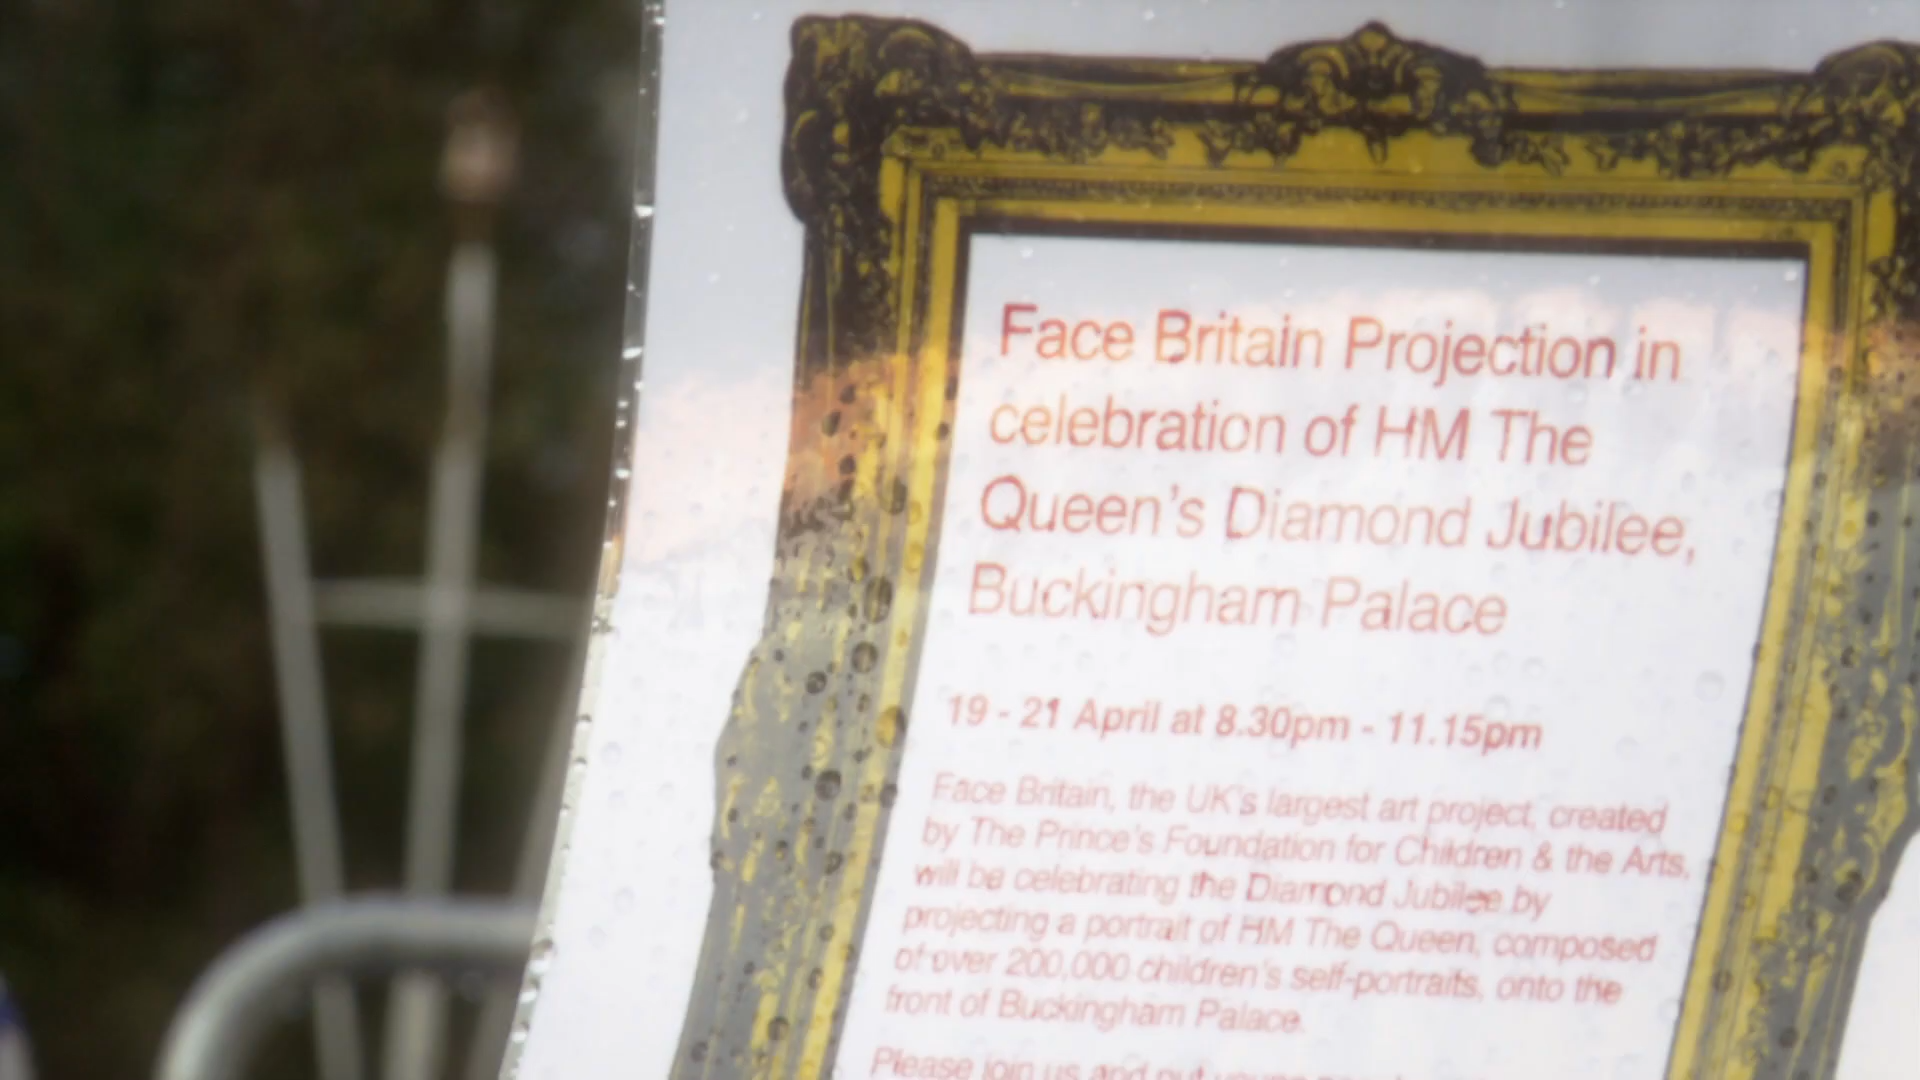 Face Britain Projection in
celebration of HM The
Queen's Diamond Jubilee,
Buckingham Palace
19 - 21 April at 8.30pm - 11.15pm
Face Britain, the UK's largest art project, created
by The Prince's Foundation for Children & the Arts,
will be celebrating the Diamond Jubilee by
projecting a portrait of HM The Queen, composed
of over 200,000 children's self-portraits, onto the
front of Buckingham Palace.
Please join us and put